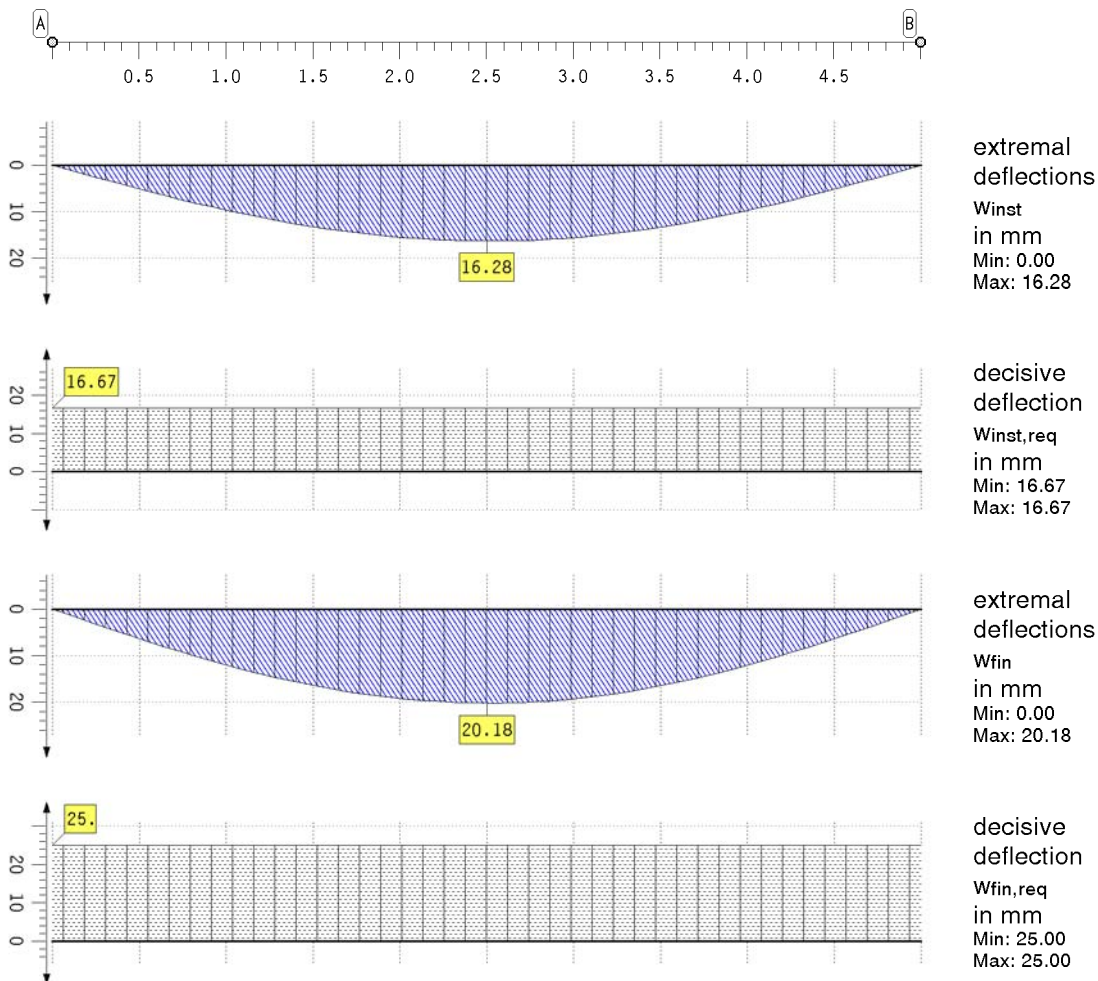 A B
0.5 1.0 1.5 2.0 2.5 3.0 3.5 4.0 4.5
0
10
20
16.28
extremal
deflections
Winst
in mm
Min: 0.00
Max: 16.28
16.67
20
10
0
decisive
deflection
Winst,req
in mm
Min: 16.67
Max: 16.67
0
10
20
20.18
extremal
deflections
Wfin
in mm
Min: 0.00
Max: 20.18
25.
20
10
0
decisive
deflection
Wfin,req
in mm
Min: 25.00
Max: 25.00